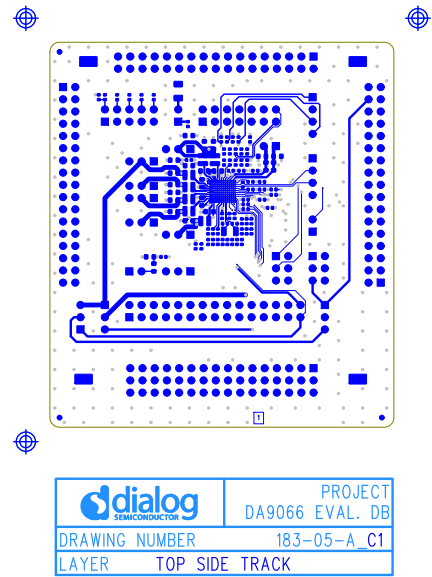 1
dialog
SEMICONDUCTOR
PROJECT
DA9066 EVAL. DB
DRAWING NUMBER 183-05-A_C1
LAYER TOP SIDE TRACK